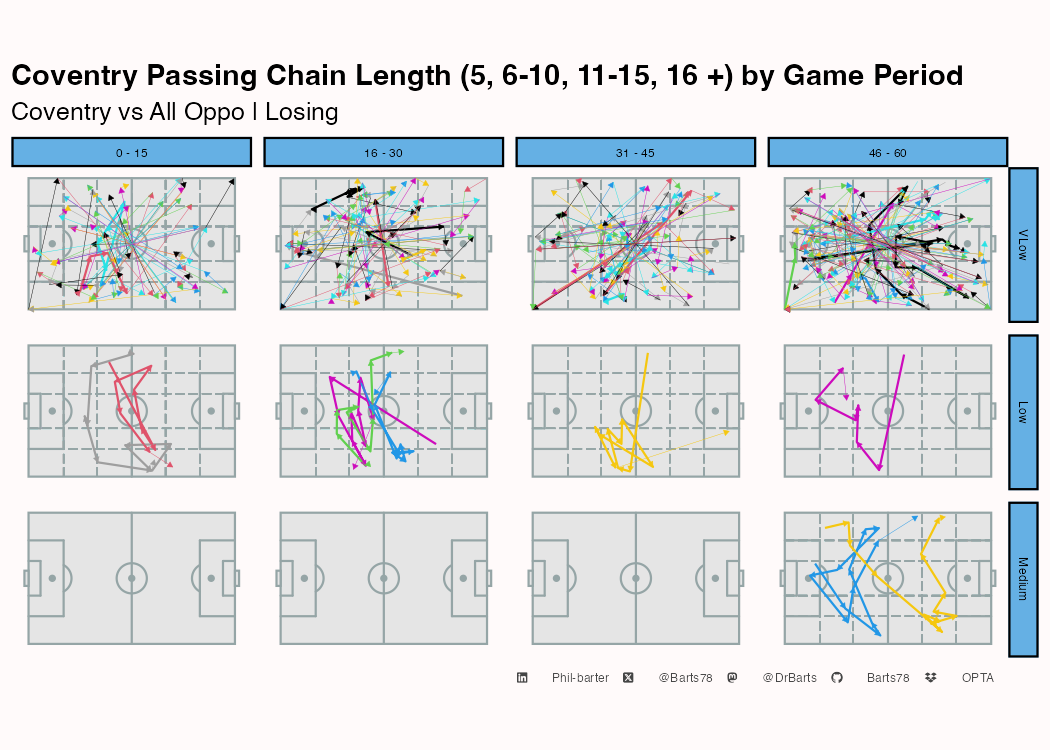 Coventry Passing Chain Length (5, 6-10, 11-15, 16 +) by Game Period
Coventry vs All Oppo | Losing
0 - 15 16 - 30 31 - 45 46 - 60
VLow
Low
Medium
Phil-barter @Barts78 @DrBarts Barts78 OPTA